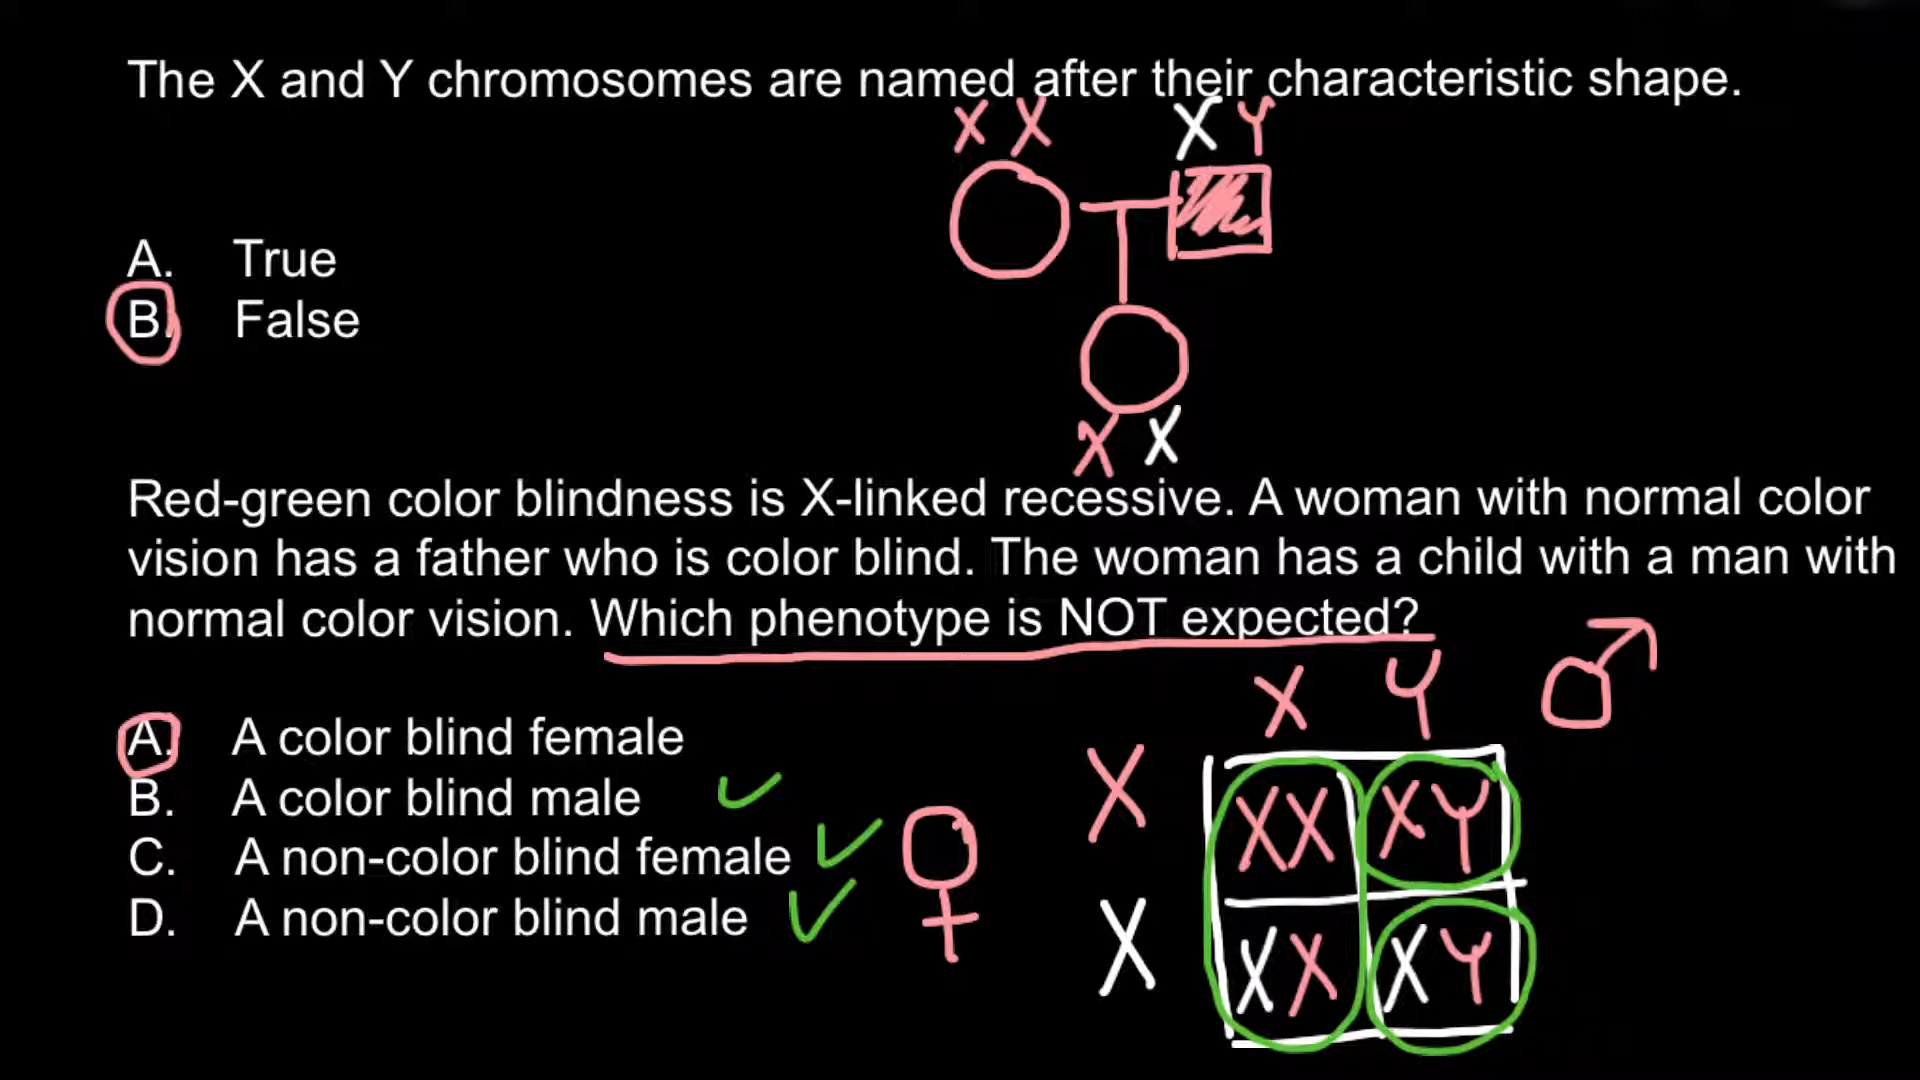 The X and Y chromosomes are named after their characteristic shape.
X X X Y
A. True
B. False
X X
Red-green color blindness is X-linked recessive. A woman with normal color
vision has a father who is color blind. The woman has a child with a man with
normal color vision. Which phenotype is NOT expected?
X Y
A. A color blind female
B. A color blind male
C. A non-color blind female
D. A non-color blind male
X XX XY
X XX XY